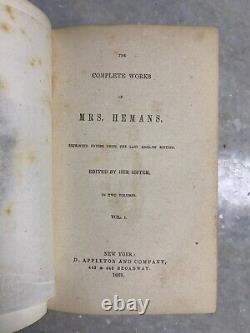 THE
COMPLETE WORKS
OF
MRS. HEMANS,
REPRINTED ENTIRE FROM THE LAST ENGLISH EDITION.
EDITED BY HER SISTER.
IN TWO VOLUMES.
VOL. I.
NEW YORK:
D. APPLETON AND COMPANY,
443 & 445 BROADWAY.